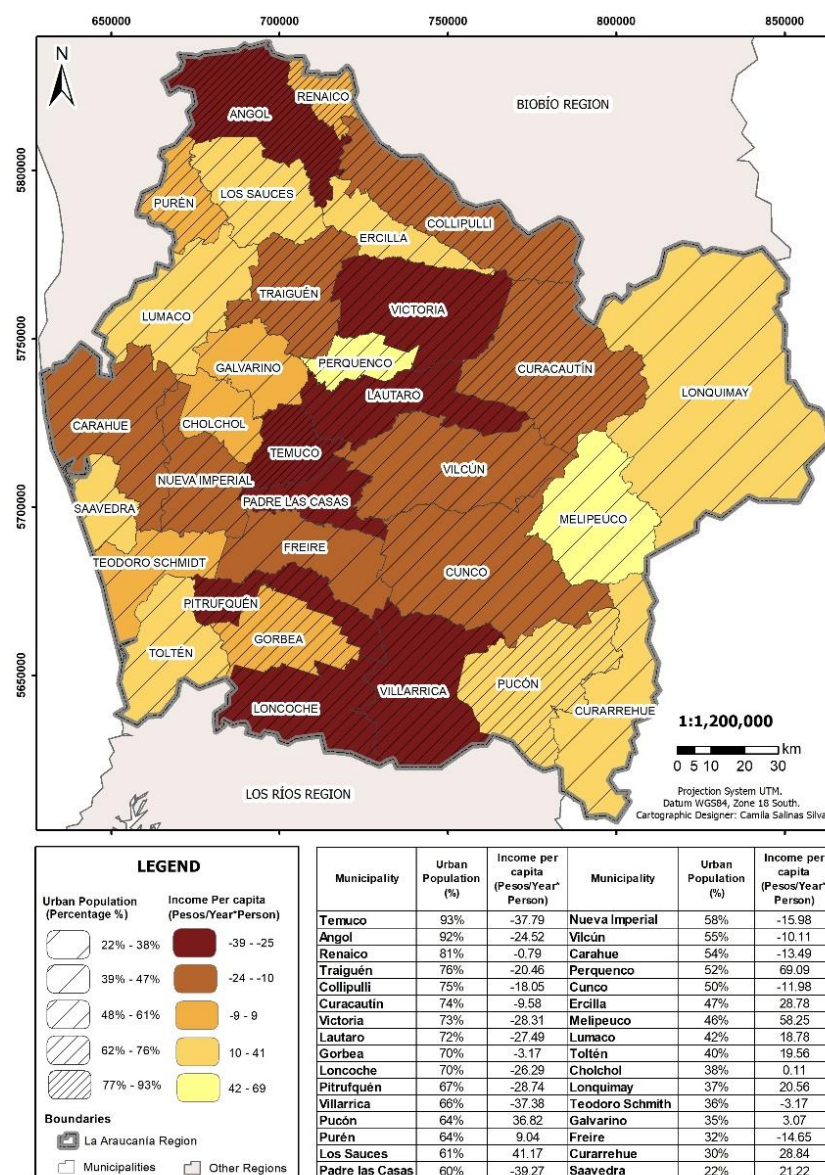 650000 700000 750000 800000 850000
N
BIOBÍO REGION
RENAICO
ANGOL
5800000
LOS SAUCES
PURÉN
COLLIPULLI
ERCILLA
TRAIGUÉN
VICTORIA
LUMACO
5750000
PERQUENCO
GALVARINO
CURACAUTÍN
LONQUIMAY
LAUTARO
CARAHUE
CHOLCHOL
TEMUCO
VILCÚN
NUEVA IMPERIAL
PADRE LAS CASAS
SAAVEDRA
5700000
MELIPEUCO
FREIRE
TEODORO SCHMIDT
CUNCO
PITRUFQUÉN
GORBEA
TOLTÉN
5650000
PUCÓN
VILLARRICA
LONCOCHE
CURARREHUE
1:1,200,000
km
0 5 10 20 30
LOS RÍOS REGION
Projection System UTM.
Datum WGS84, Zone 18 South.
Cartographic Designer: Camila Salinas Silva
LEGEND
Urban Population
(Percentage %)
Income Per capita
(Pesos/Year*Person)
22% - 38% -39 - -25
39% - 47% -24 - -10
48% - 61% -9 - 9
62% - 76% 10 - 41
77% - 93% 42 - 69
Boundaries
La Araucanía Region
Municipalities Other Regions
Municipality Urban Population (%) Income per capita (Pesos/Year* Person) Municipality Urban Population (%) Income per capita (Pesos/Year* Person)
Temuco 93% -37.79 Nueva Imperial 58% -15.98
Angol 92% -24.52 Vilcún 55% -10.11
Renaico 81% -0.79 Carahue 54% -13.49
Traiguén 76% -20.46 Perquenco 52% 69.09
Collipulli 75% -18.05 Cunco 50% -11.98
Curacautín 74% -9.58 Ercilla 47% 28.78
Victoria 73% -28.31 Melipeuco 46% 58.25
Lautaro 72% -27.49 Lumaco 42% 18.78
Gorbea 70% -3.17 Toltén 40% 19.56
Loncoche 70% -26.29 Cholchol 38% 0.11
Pitrufquén 67% -28.74 Lonquimay 37% 20.56
Villarrica 66% -37.38 Teodoro Schmith 36% -3.17
Pucón 64% 36.82 Galvarino 35% 3.07
Purén 64% 9.04 Freire 32% -14.65
Los Sauces 61% 41.17 Curarrehue 30% 28.84
Padre las Casas 60% -39.27 Saavedra 22% 21.22